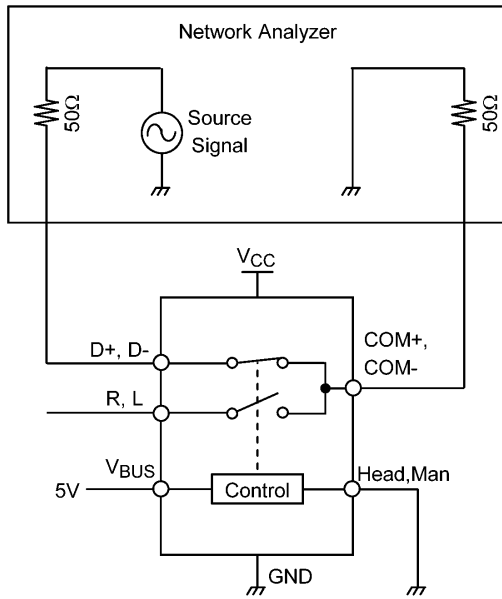 Network Analyzer
50Ω
Source
Signal
50Ω
VCC
D+, D-
COM+,
COM-
R, L
VBUS
5V
Control
Head,Man
GND